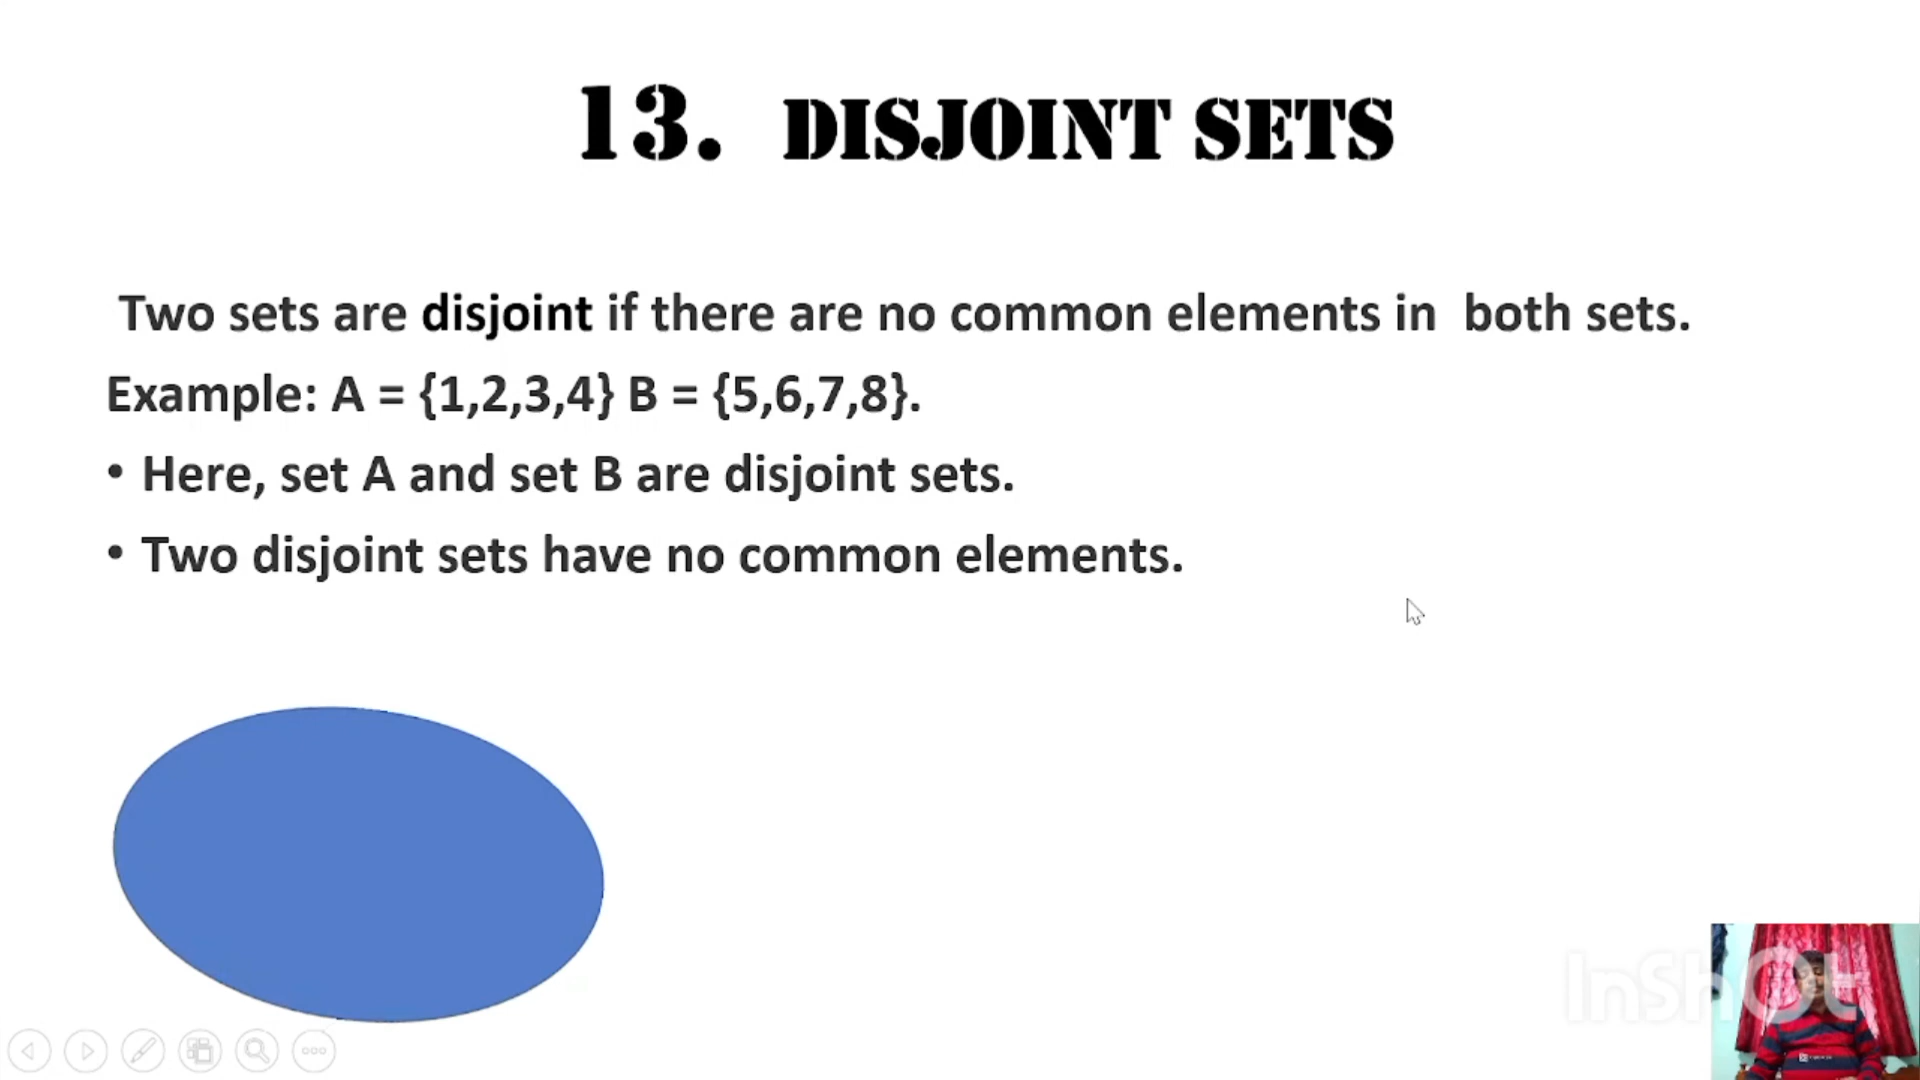 13. DISJOINT SETS
Two sets are disjoint if there are no common elements in both sets.
Example: A = {1,2,3,4} B = {5,6,7,8}.
• Here, set A and set B are disjoint sets.
• Two disjoint sets have no common elements.
InShOt